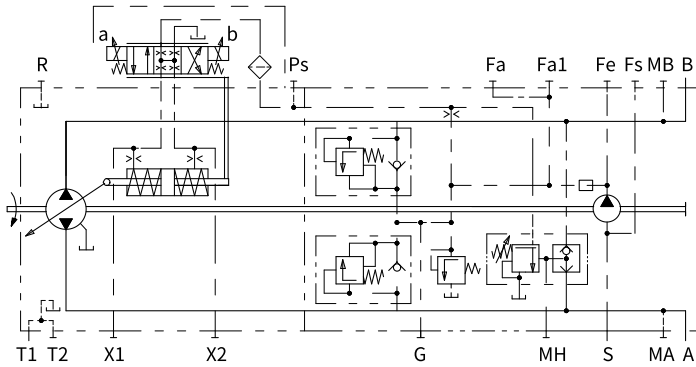 a b
R Ps Fa Fa1 Fe Fs MB B
T1 T2 X1 X2 G MH S MA A